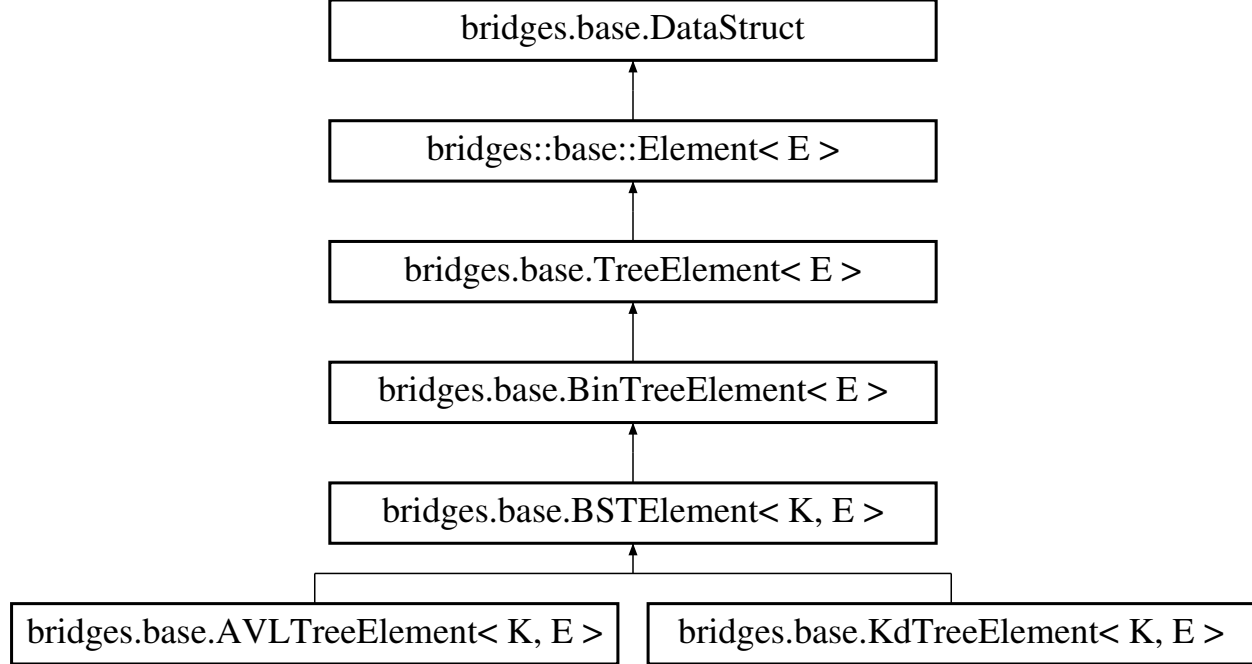 bridges.base.DataStruct
bridges::base::Element< E >
bridges.base.TreeElement< E >
bridges.base.BinTreeElement< E >
bridges.base.BSTElement< K, E >
bridges.base.AVLTreeElement< K, E >
bridges.base.KdTreeElement< K, E >